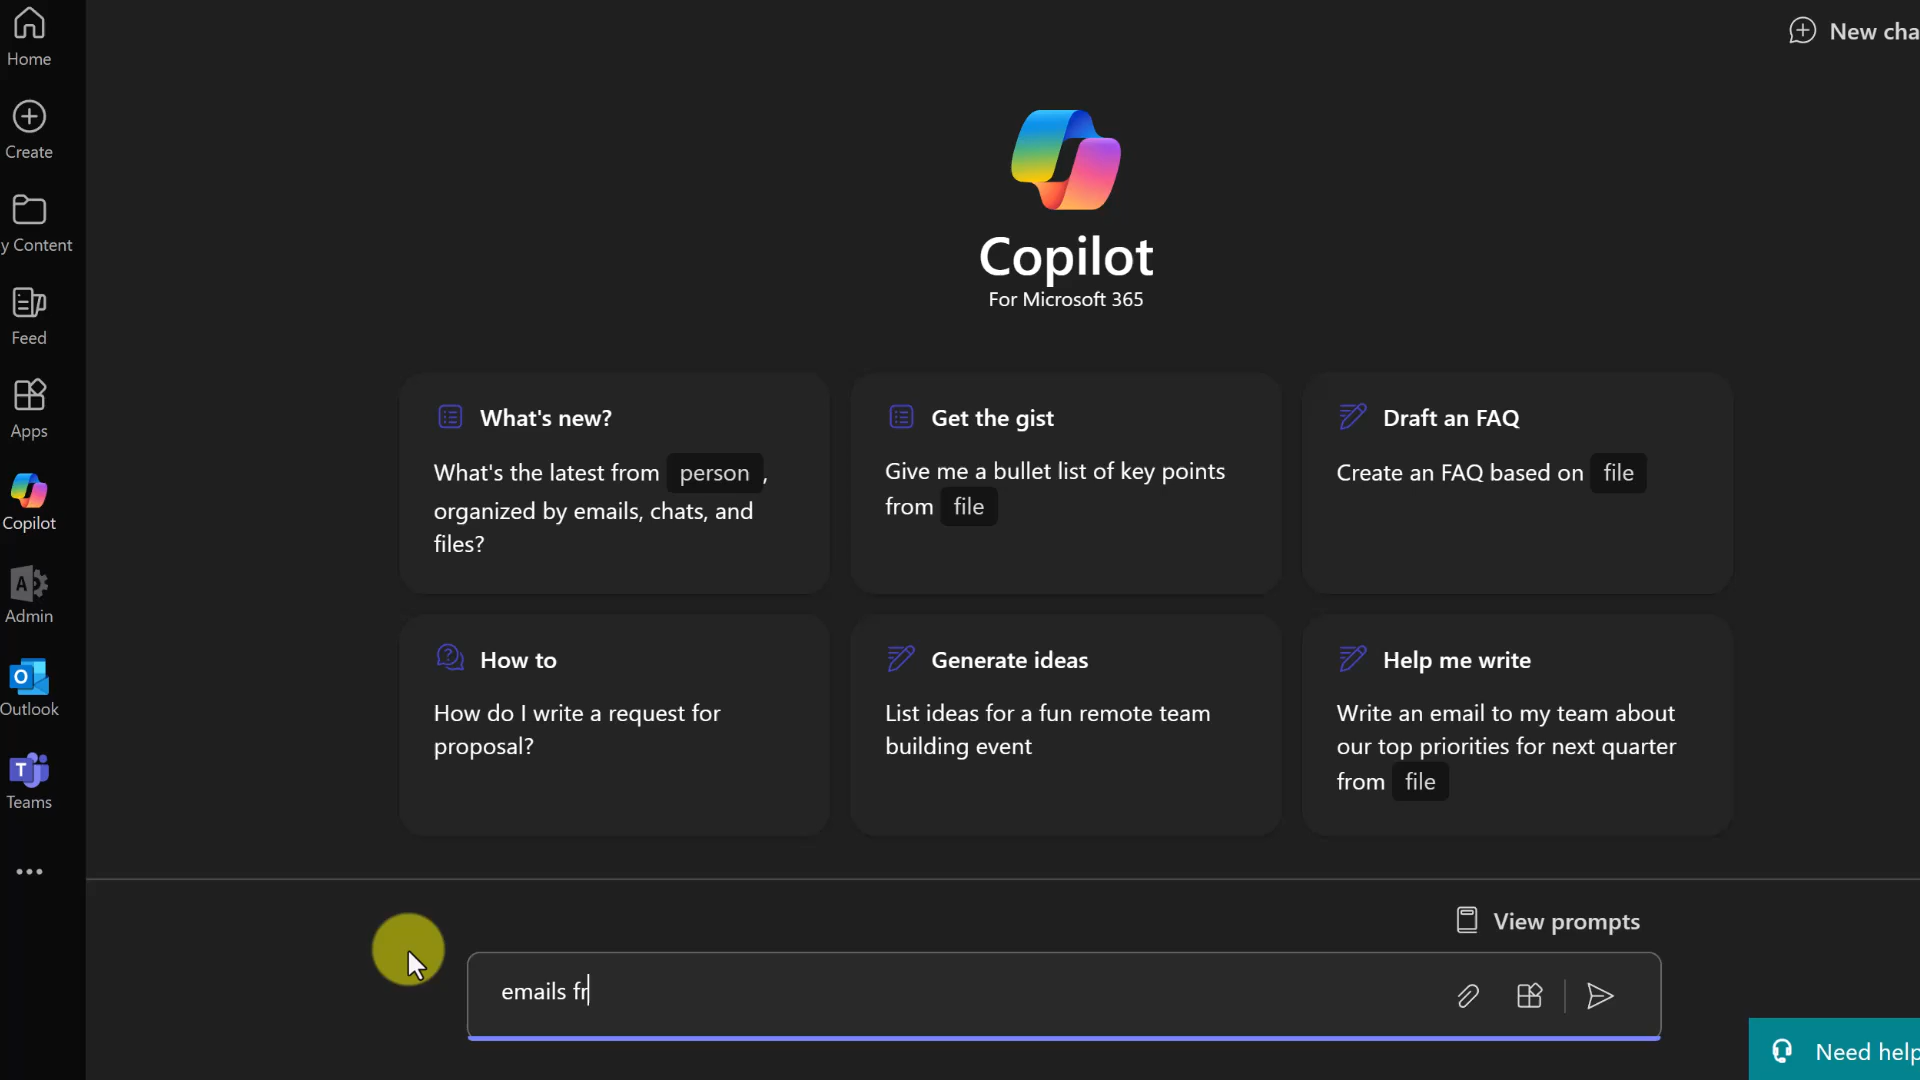 Home
Create
y Content
Feed
Apps
Copilot
Admin
Outlook
Teams
New cha
Copilot
For Microsoft 365
What's new?
What's the latest from person ,
organized by emails, chats, and
files?
Get the gist
Give me a bullet list of key points
from file
Draft an FAQ
Create an FAQ based on file
How to
How do I write a request for
proposal?
Generate ideas
List ideas for a fun remote team
building event
Help me write
Write an email to my team about
our top priorities for next quarter
from file
View prompts
emails fr
Need help